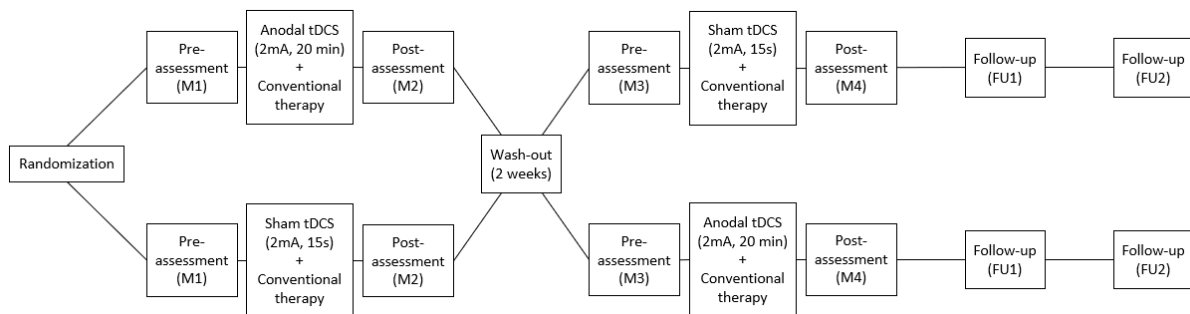 Randomization
Pre-
assessment
(M1)
Anodal tDCS
(2mA, 20 min)
+
Conventional
therapy
Post-
assessment
(M2)
Pre-
assessment
(M1)
Sham tDCS
(2mA, 15s)
+
Conventional
therapy
Post-
assessment
(M2)
Wash-out
(2 weeks)
Pre-
assessment
(M3)
Sham tDCS
(2mA, 15s)
+
Conventional
therapy
Post-
assessment
(M4)
Follow-up
(FU1)
Follow-up
(FU2)
Pre-
assessment
(M3)
Anodal tDCS
(2mA, 20 min)
+
Conventional
therapy
Post-
assessment
(M4)
Follow-up
(FU1)
Follow-up
(FU2)